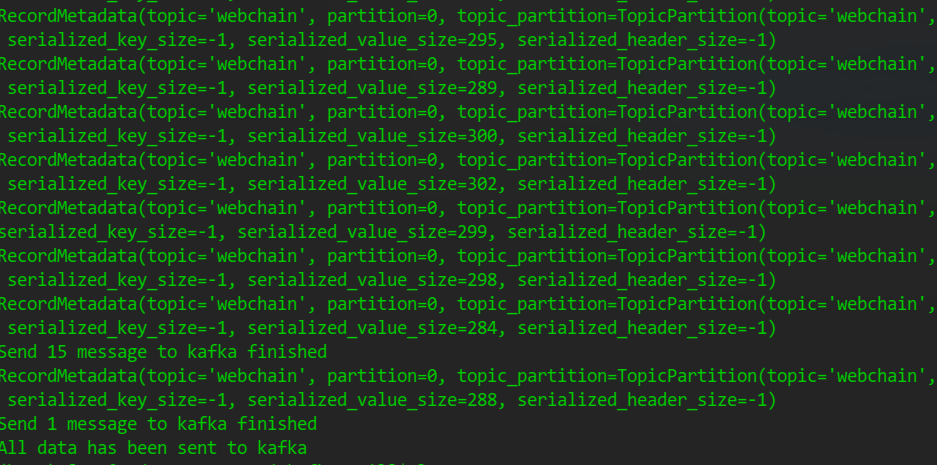 RecordMetadata(topic='webchain', partition=0, topic_partition=TopicPartition(topic='webchain',
serialized_key_size=-1, serialized_value_size=295, serialized_header_size=-1)
RecordMetadata(topic='webchain', partition=0, topic_partition=TopicPartition(topic='webchain',
serialized_key_size=-1, serialized_value_size=289, serialized_header_size=-1)
RecordMetadata(topic='webchain', partition=0, topic_partition=TopicPartition(topic='webchain',
serialized_key_size=-1, serialized_value_size=300, serialized_header_size=-1)
RecordMetadata(topic='webchain', partition=0, topic_partition=TopicPartition(topic='webchain',
serialized_key_size=-1, serialized_value_size=302, serialized_header_size=-1)
RecordMetadata(topic='webchain', partition=0, topic_partition=TopicPartition(topic='webchain',
serialized_key_size=-1, serialized_value_size=299, serialized_header_size=-1)
RecordMetadata(topic='webchain', partition=0, topic_partition=TopicPartition(topic='webchain',
serialized_key_size=-1, serialized_value_size=298, serialized_header_size=-1)
RecordMetadata(topic='webchain', partition=0, topic_partition=TopicPartition(topic='webchain',
serialized_key_size=-1, serialized_value_size=284, serialized_header_size=-1)
Send 15 message to kafka finished
RecordMetadata(topic='webchain', partition=0, topic_partition=TopicPartition(topic='webchain',
serialized_key_size=-1, serialized_value_size=288, serialized_header_size=-1)
Send 1 message to kafka finished
All data has been sent to kafka